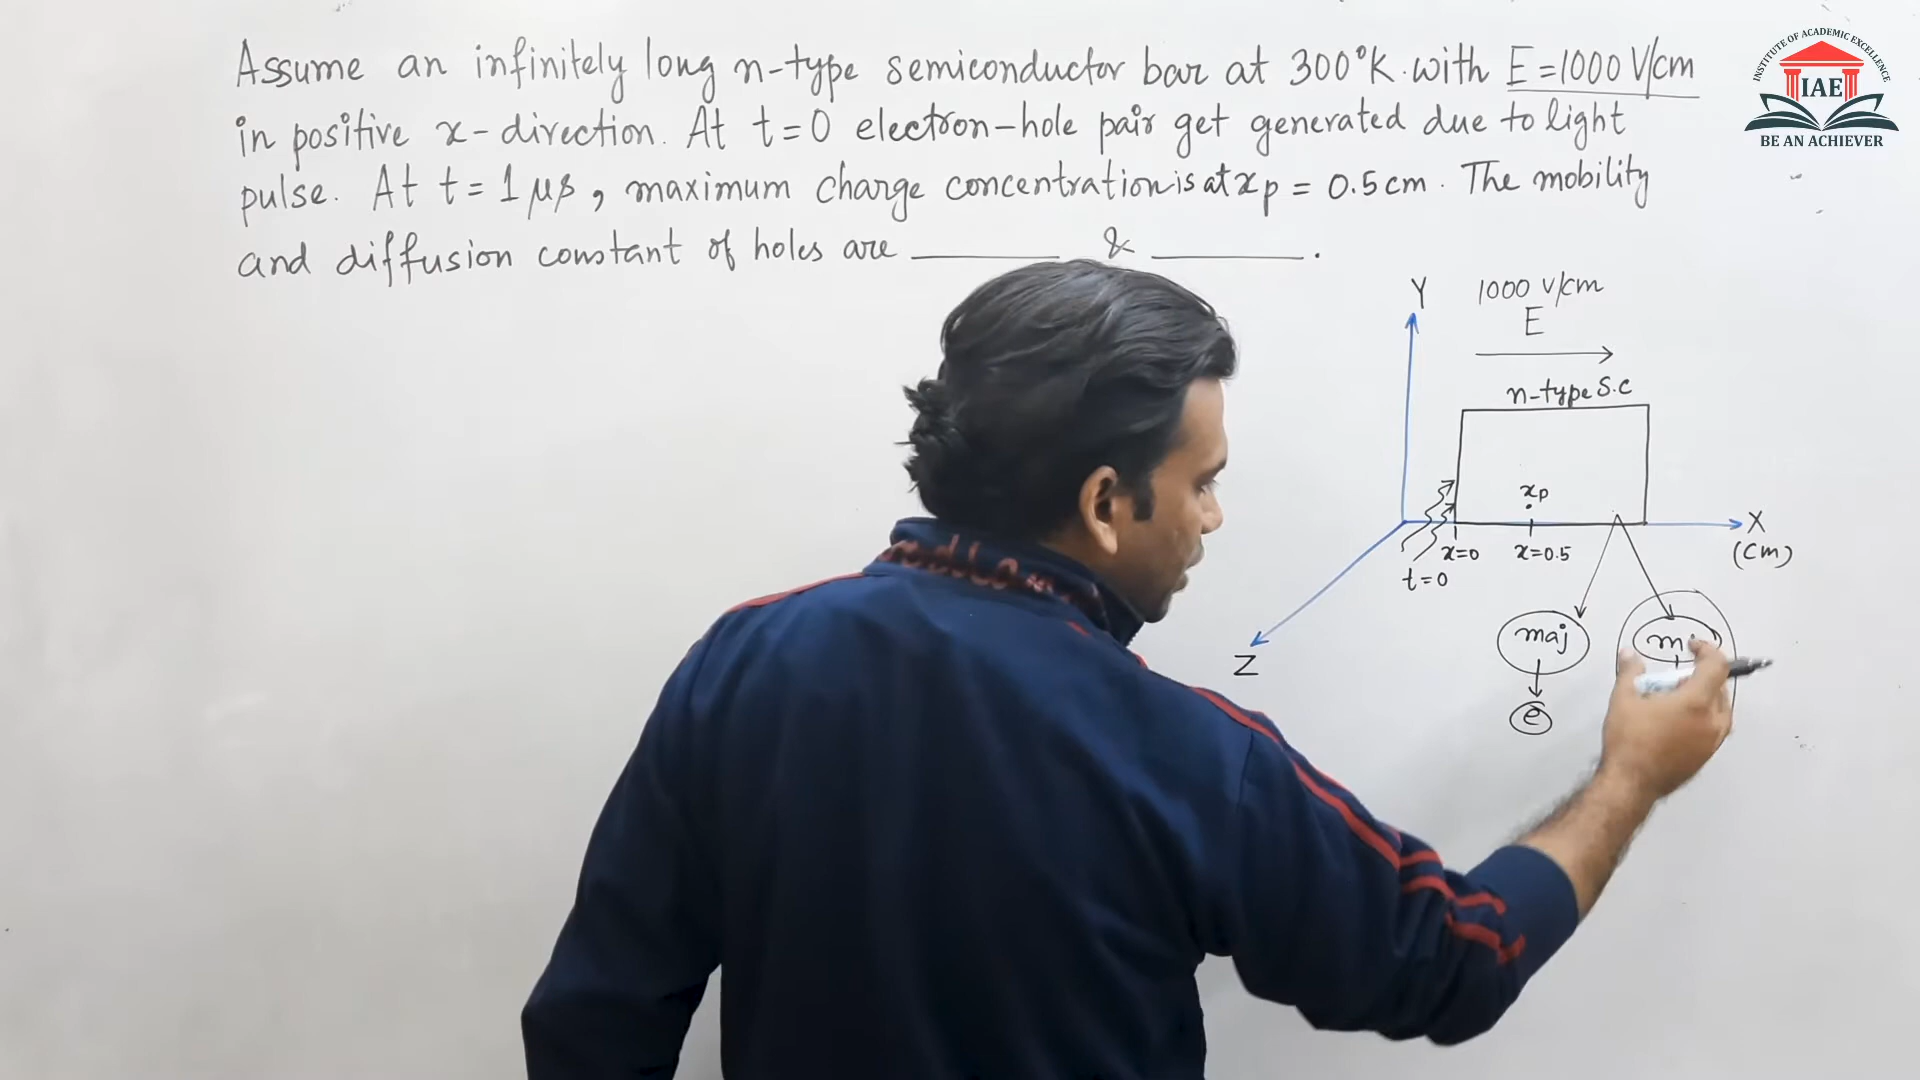 Assume an infinitely long n-type semiconductor bar at 300°K with E = 1000 V/cm
in positive x-direction. At t=0 electron-hole pair get generated due to light
pulse. At t = 1 μs, maximum charge concentration is at xp = 0.5 cm. The mobility
and diffusion constant of holes are ______ & ______.
INSTITUTE OF ACADEMIC EXCELLENCE
IAE
BE AN ACHIEVER
Y
1000 V/cm
E
n-type S.C
xp
X
(cm)
x=0
x=0.5
t=0
Z
maj
e